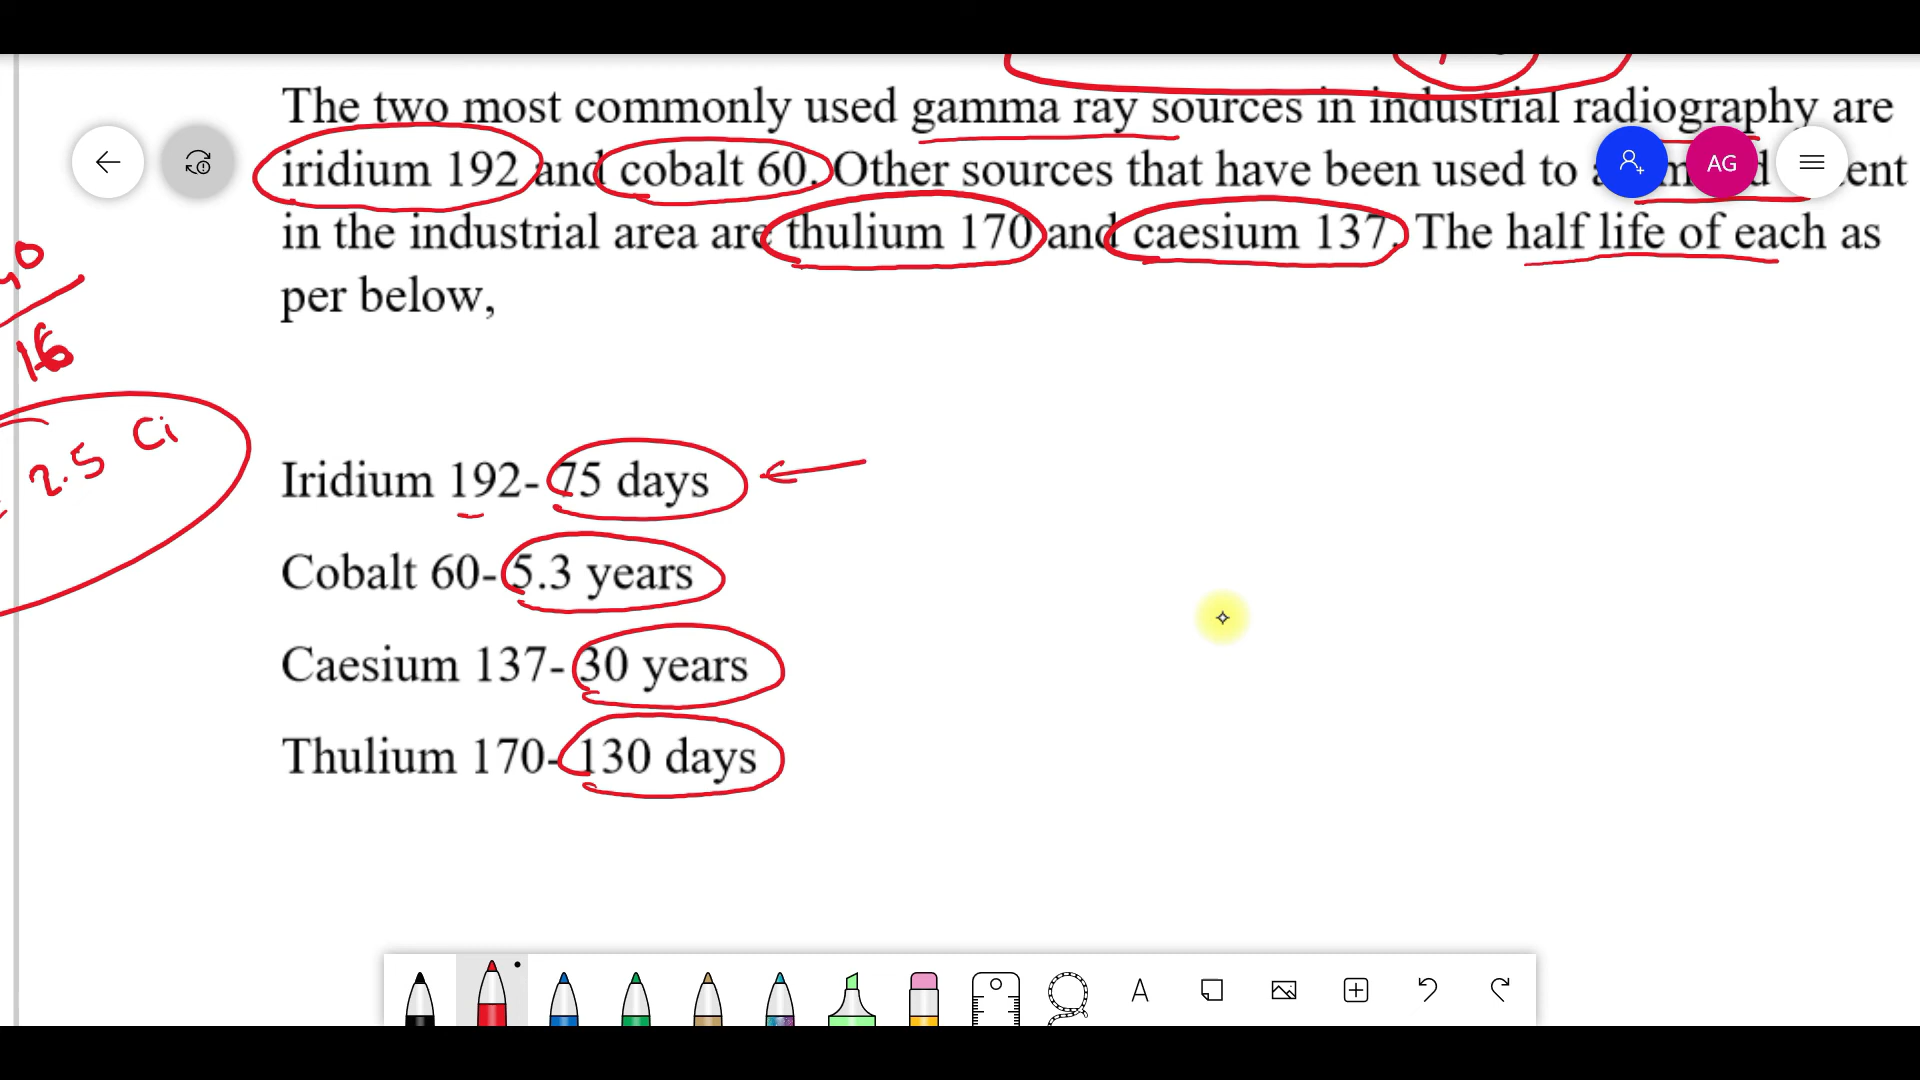 The two most commonly used gamma ray sources in industrial radiography are
iridium 192 and cobalt 60. Other sources that have been used to
in the industrial area are thulium 170 and caesium 137. The half life of each as
per below,
16
2.5 Ci
Iridium 192- 75 days
Cobalt 60- 5.3 years
Caesium 137- 30 years
Thulium 170- 130 days
AG
A